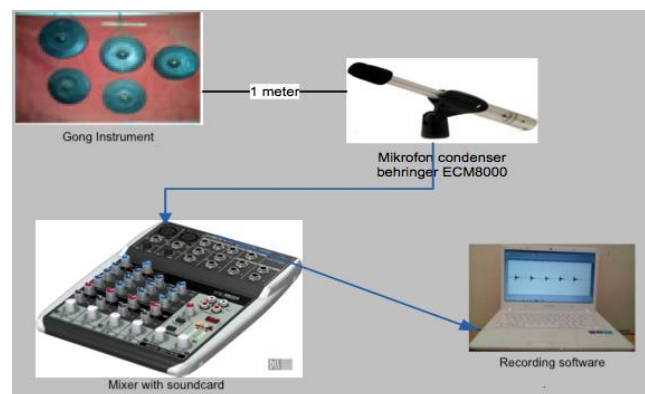 1 meter
Gong Instrument
Mikrofon condenser
behringer ECM8000
Mixer with soundcard
Recording software